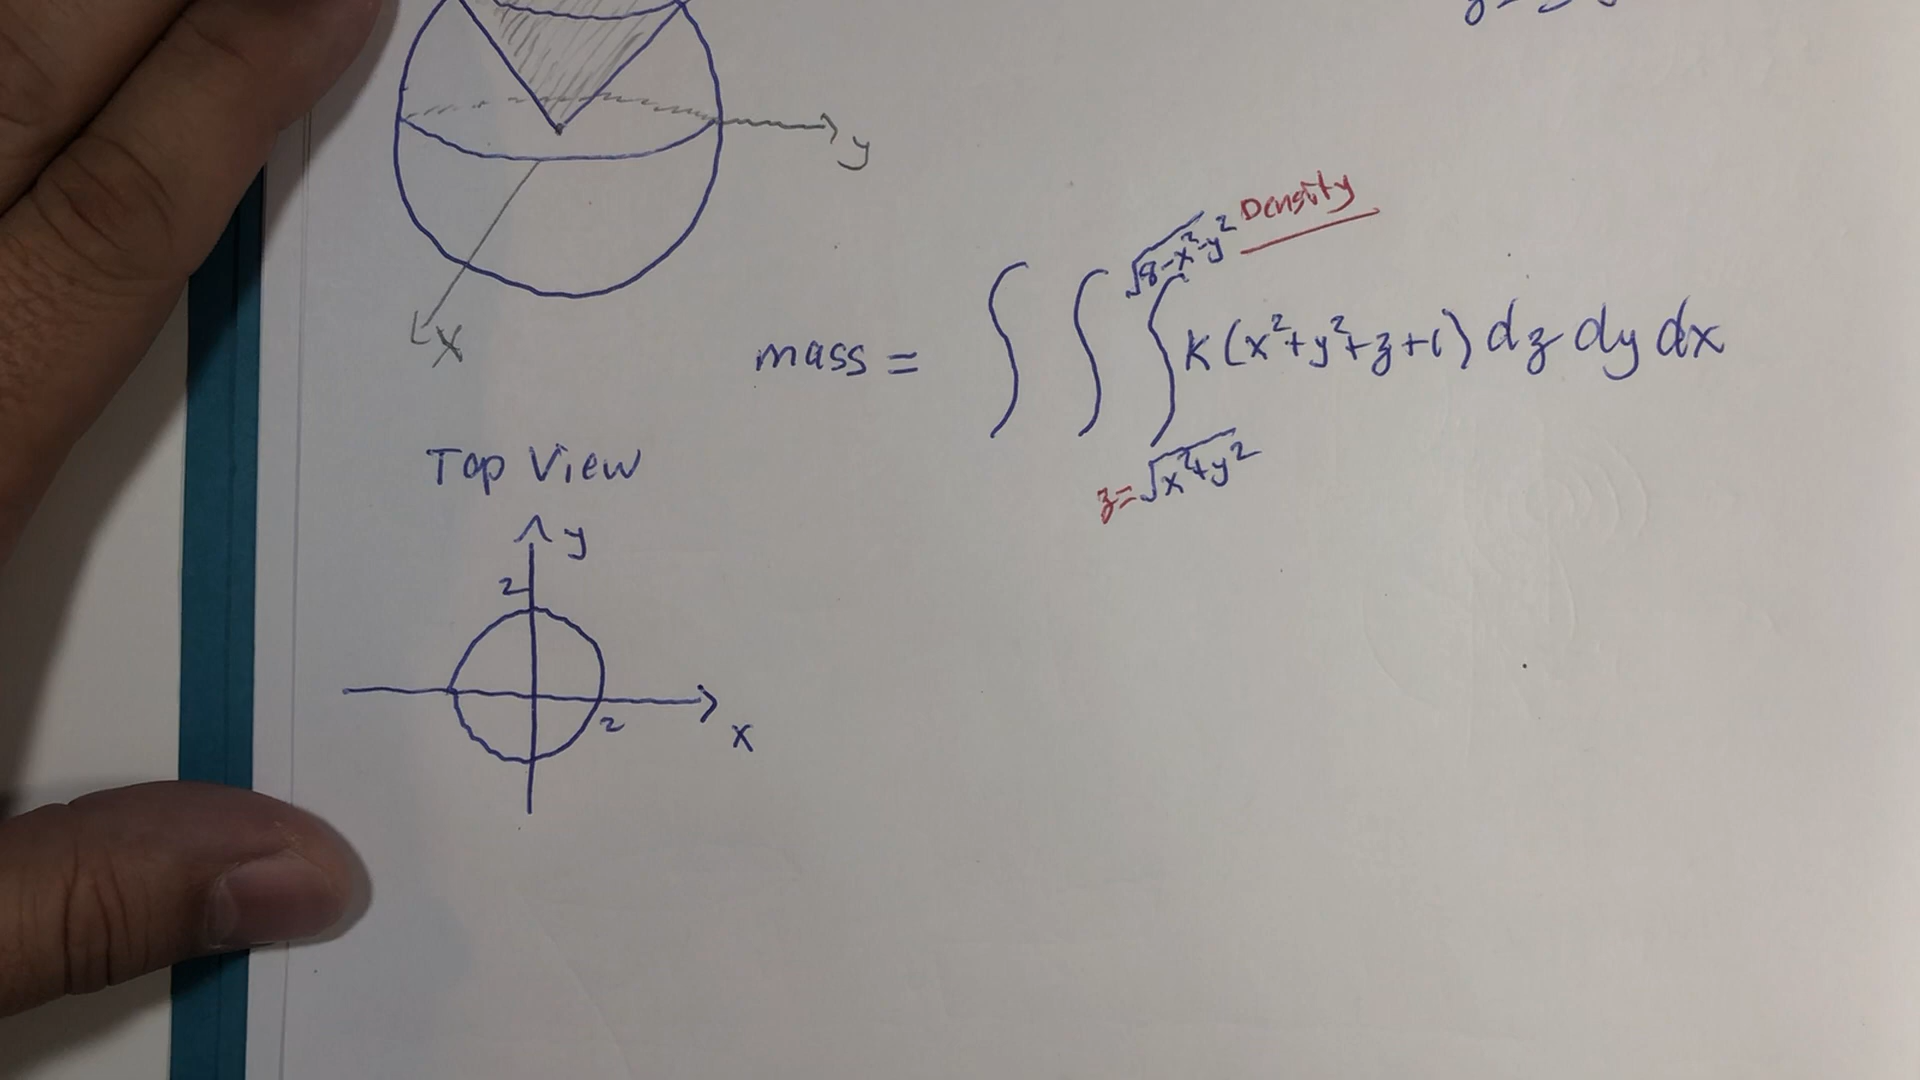 y
Density
mass = ∫ ∫ ∫_{z=√(x²+y²)}^{√(8-x²-y²)} k(x²+y²+z+1) dz dy dx
x
Top View
y
2
2
x